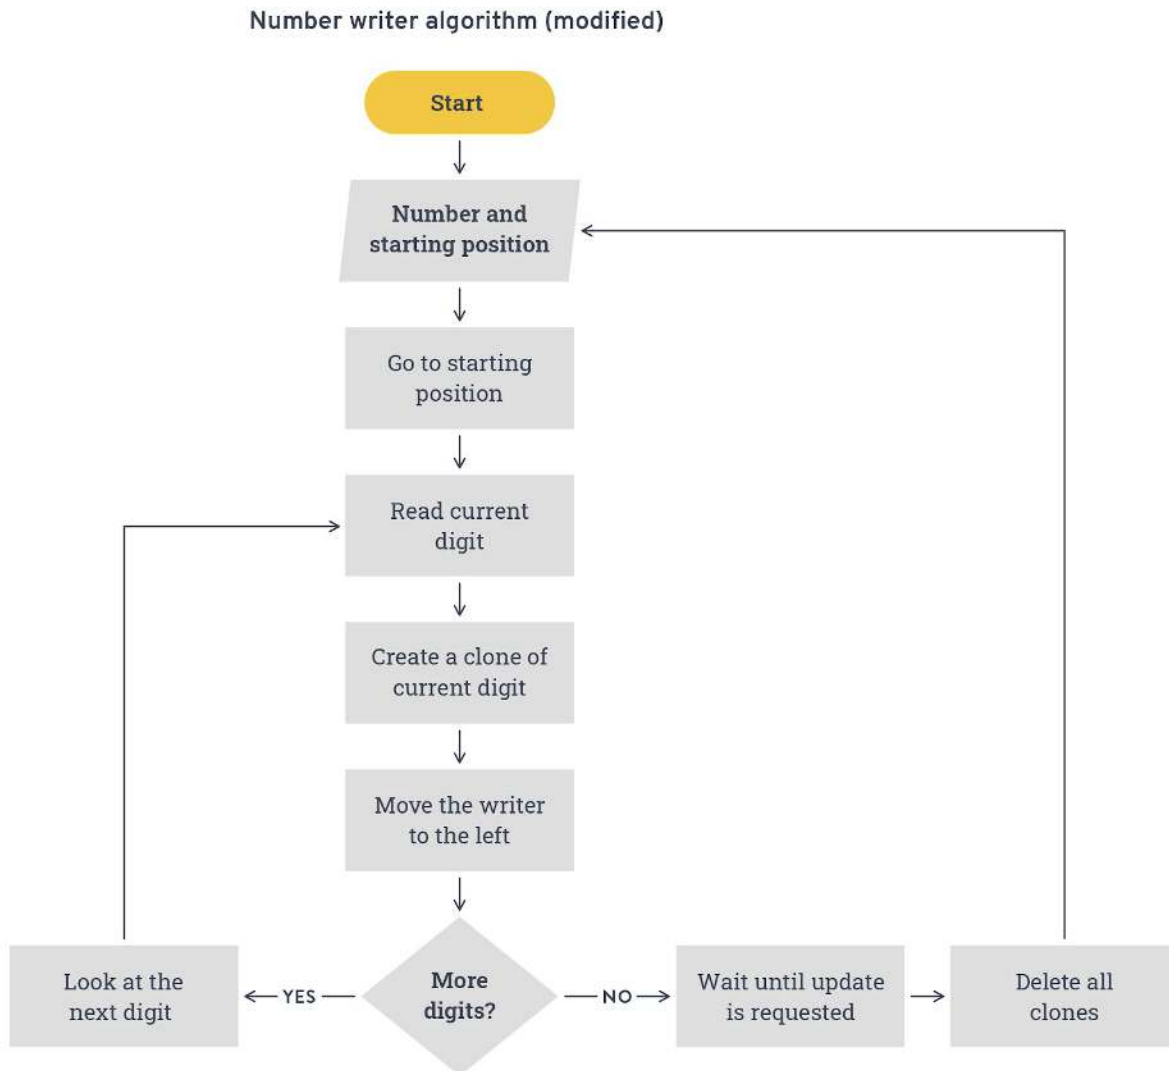 Number writer algorithm (modified)
Start
Number and
starting position
Go to starting
position
Read current
digit
Create a clone of
current digit
Move the writer
to the left
More
digits?
YES
Look at the
next digit
NO
Wait until update
is requested
Delete all
clones